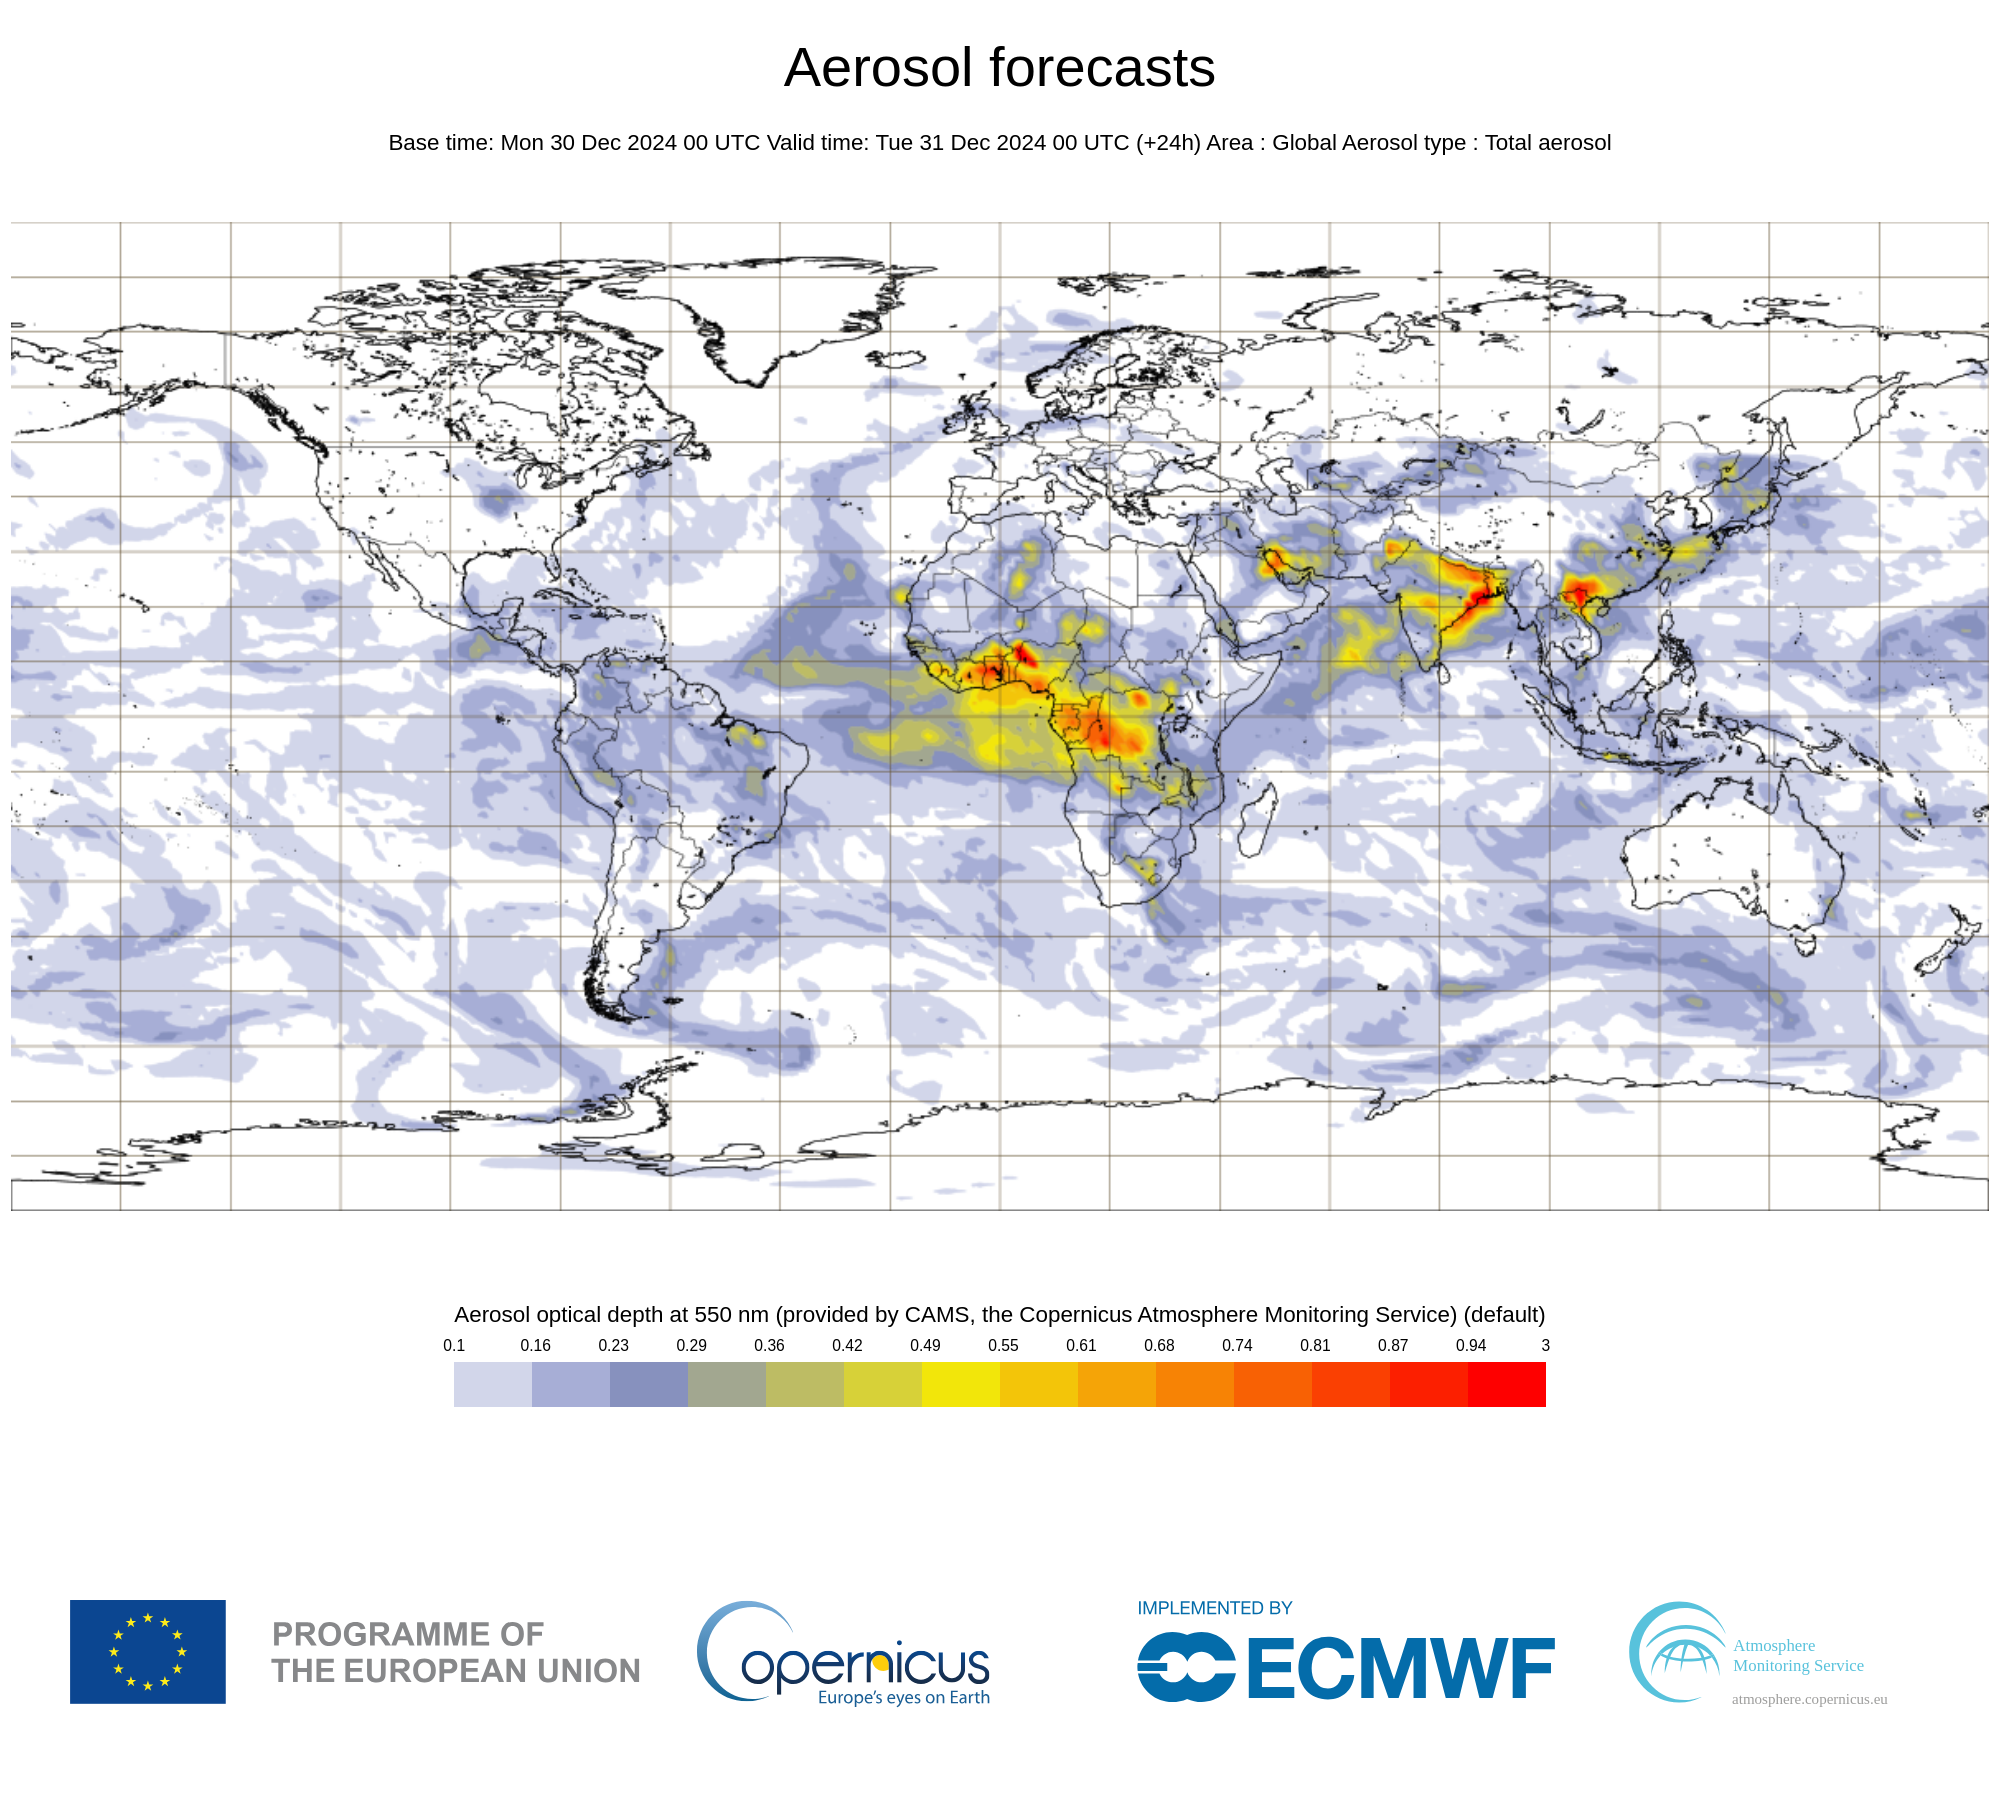 Aerosol forecasts
Base time: Mon 30 Dec 2024 00 UTC Valid time: Tue 31 Dec 2024 00 UTC (+24h) Area : Global Aerosol type : Total aerosol
Aerosol optical depth at 550 nm (provided by CAMS, the Copernicus Atmosphere Monitoring Service) (default)
0.1 0.16 0.23 0.29 0.36 0.42 0.49 0.55 0.61 0.68 0.74 0.81 0.87 0.94 3
PROGRAMME OF
THE EUROPEAN UNION
opernicus
Europe's eyes on Earth
IMPLEMENTED BY
ECMWF
Atmosphere
Monitoring Service
atmosphere.copernicus.eu